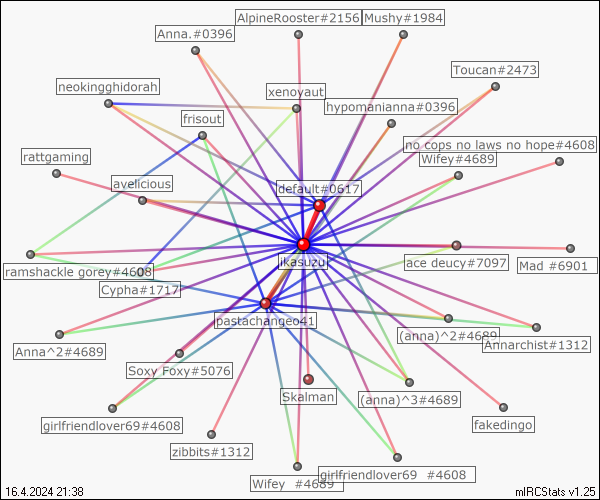 AlpineRooster#2156
Mushy#1984
Anna.#0396
Toucan#2473
neokingghidorah
xenoyaut
hypomanianna#0396
frisout
no cops no laws no hope#4608
rattgaming
Wifey#4689
avelicious
default#0617
ikasuzu
ramshackle gorey#4608
ace deucy#7097
Mad #6901
Cypha#1717
pastachangeo41
(anna)^2#4689
Annarchist#1312
Anna^2#4689
Soxy Foxy#5076
Skalman
(anna)^3#4689
girlfriendlover69#4608
fakedingo
zibbits#1312
girlfriendlover69 #4608
Wifey #4689
16.4.2024 21:38
mIRCStats v1.25